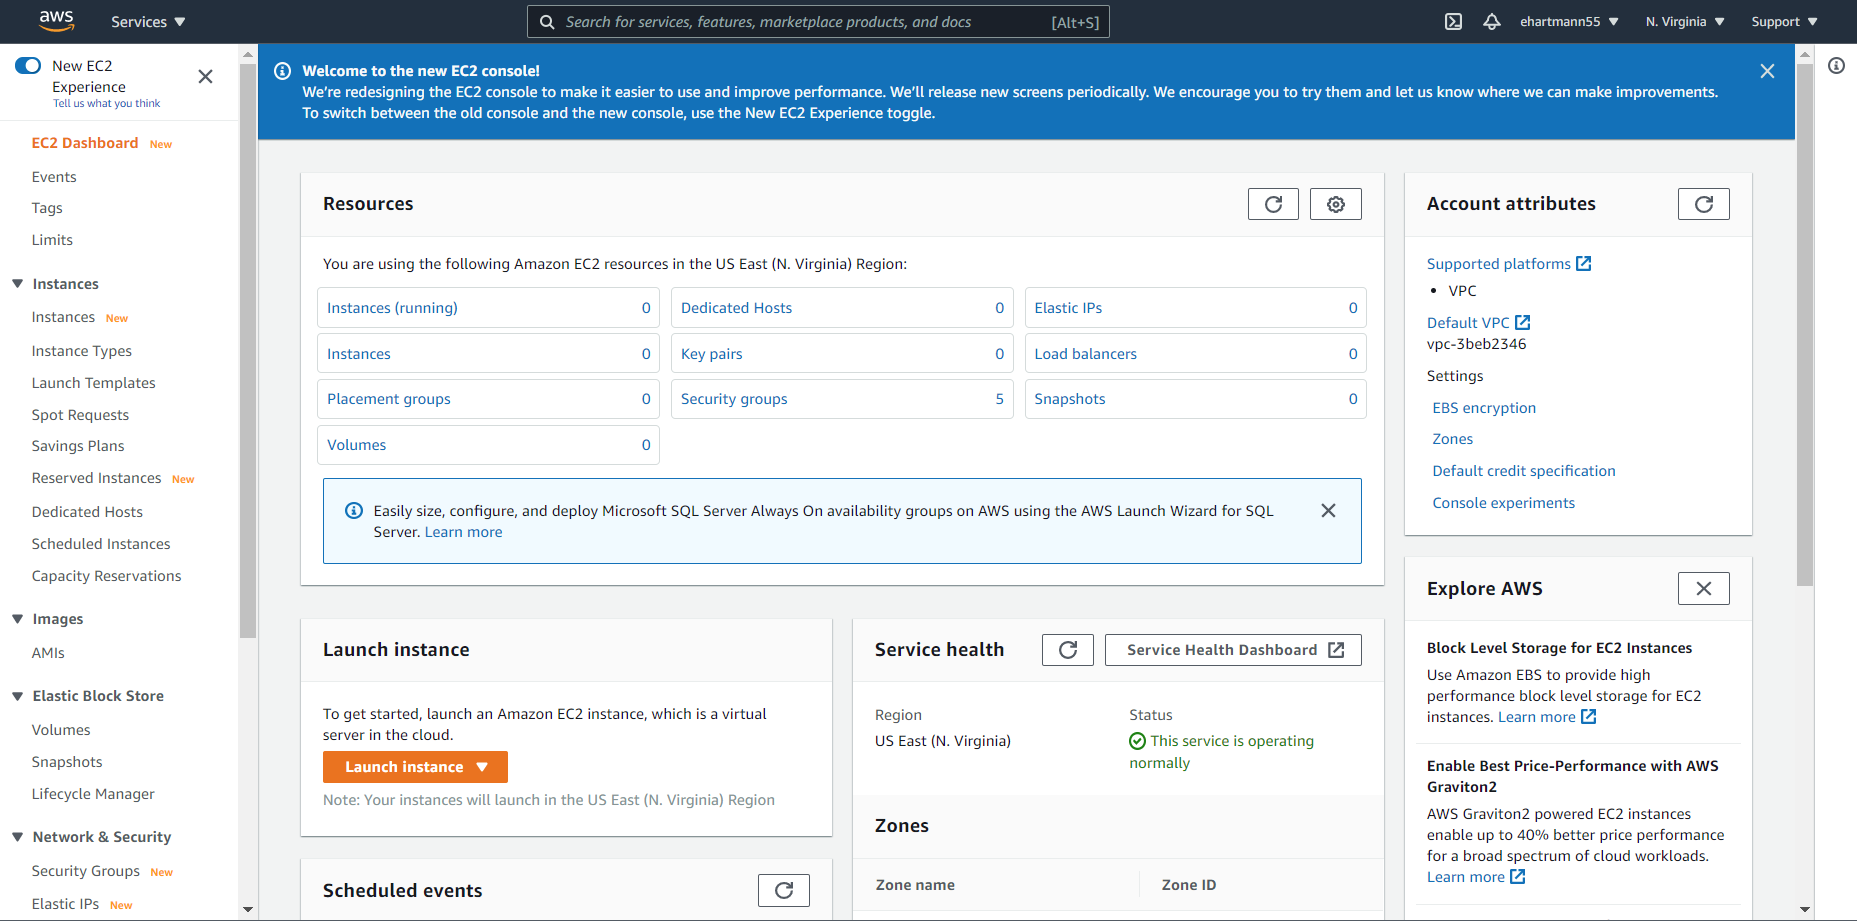 aws
Services
Search for services, features, marketplace products, and docs
[Alt+S]
ehartmann55
N. Virginia
Support
New EC2
Experience
Tell us what you think
EC2 Dashboard New
Events
Tags
Limits
Instances
Instances New
Instance Types
Launch Templates
Spot Requests
Savings Plans
Reserved Instances New
Dedicated Hosts
Scheduled Instances
Capacity Reservations
Images
AMIs
Elastic Block Store
Volumes
Snapshots
Lifecycle Manager
Network & Security
Security Groups New
Elastic IPs New
Welcome to the new EC2 console!
We’re redesigning the EC2 console to make it easier to use and improve performance. We’ll release new screens periodically. We encourage you to try them and let us know where we can make improvements.
To switch between the old console and the new console, use the New EC2 Experience toggle.
Resources
You are using the following Amazon EC2 resources in the US East (N. Virginia) Region:
Instances (running) 0
Dedicated Hosts 0
Elastic IPs 0
Instances 0
Key pairs 0
Load balancers 0
Placement groups 0
Security groups 5
Snapshots 0
Volumes 0
Easily size, configure, and deploy Microsoft SQL Server Always On availability groups on AWS using the AWS Launch Wizard for SQL
Server. Learn more
Launch instance
To get started, launch an Amazon EC2 instance, which is a virtual
server in the cloud.
Launch instance
Note: Your instances will launch in the US East (N. Virginia) Region
Scheduled events
Service health
Service Health Dashboard
Region
US East (N. Virginia)
Status
This service is operating
normally
Zones
Zone name
Zone ID
Account attributes
Supported platforms
• VPC
Default VPC
vpc-3beb2346
Settings
EBS encryption
Zones
Default credit specification
Console experiments
Explore AWS
Block Level Storage for EC2 Instances
Use Amazon EBS to provide high
performance block level storage for EC2
instances. Learn more
Enable Best Price-Performance with AWS
Graviton2
AWS Graviton2 powered EC2 instances
enable up to 40% better price performance
for a broad spectrum of cloud workloads.
Learn more